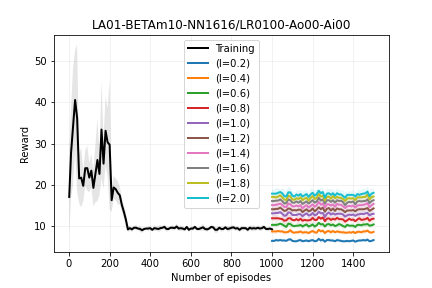 LA01-BETAm10-NN1616/LR0100-Ao00-Ai00
Reward
50
40
30
20
10
Training
(l=0.2)
(l=0.4)
(l=0.6)
(l=0.8)
(l=1.0)
(l=1.2)
(l=1.4)
(l=1.6)
(l=1.8)
(l=2.0)
0 200 400 600 800 1000 1200 1400
Number of episodes